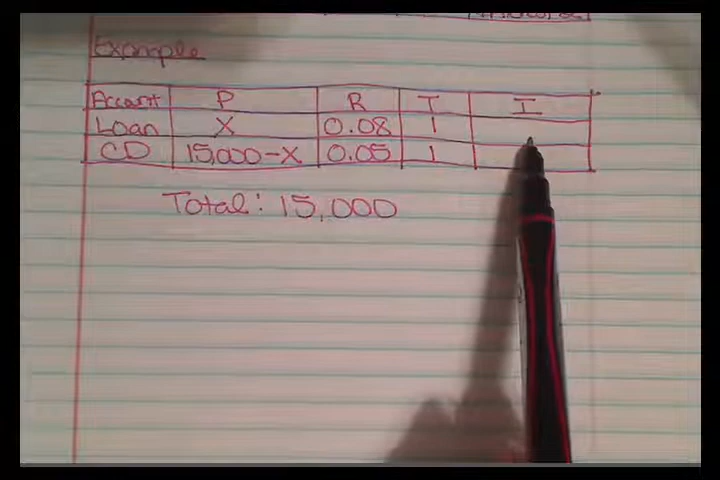 Example
Account P R T I
Loan X 0.08 1
CD 15,000-X 0.05 1
Total: 15,000